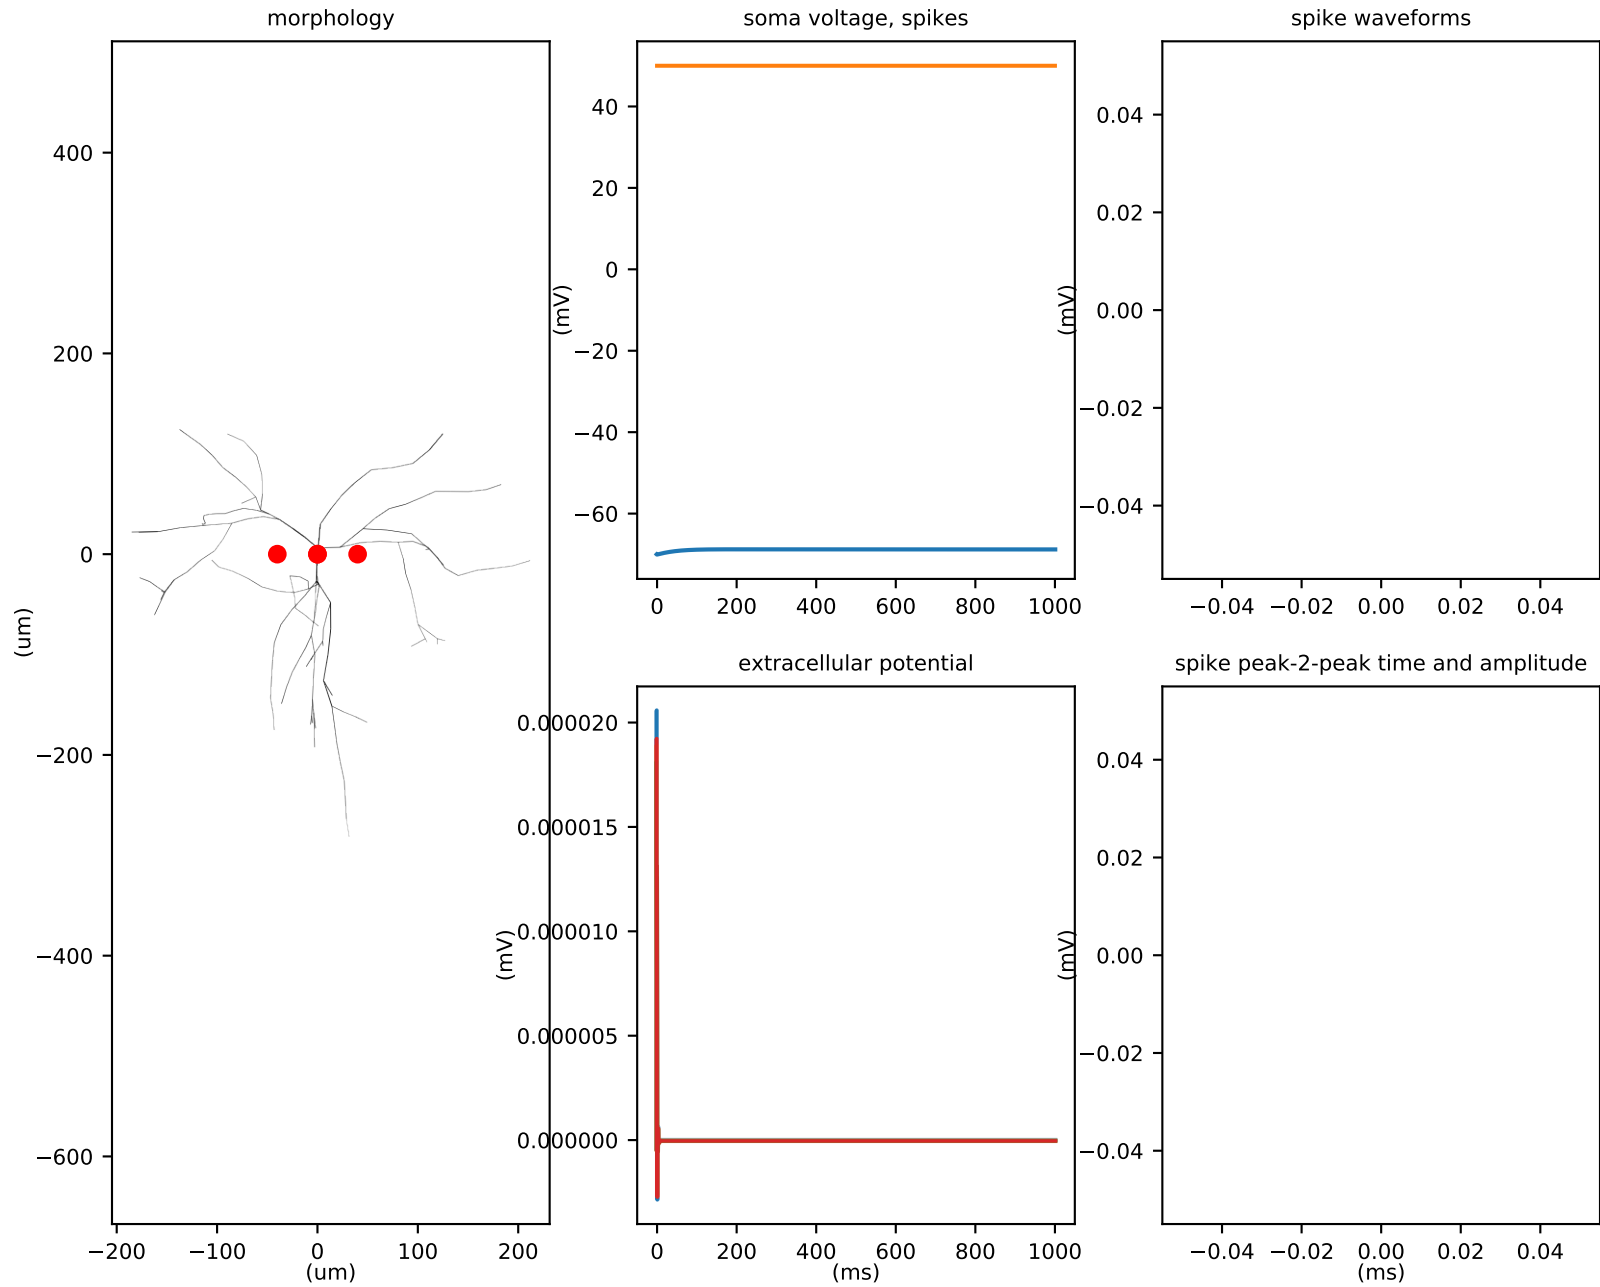 morphology
400
200
0
−200
−400
−600
(um)
−200 −100 0 100 200
(um)
soma voltage, spikes
40
20
0
−20
−40
−60
(mV)
0 200 400 600 800 1000
spike waveforms
0.04
0.02
0.00
−0.02
−0.04
(mV)
−0.04 −0.02 0.00 0.02 0.04
extracellular potential
0.000020
0.000015
0.000010
0.000005
0.000000
(mV)
0 200 400 600 800 1000
(ms)
spike peak-2-peak time and amplitude
0.04
0.02
0.00
−0.02
−0.04
(mV)
−0.04 −0.02 0.00 0.02 0.04
(ms)